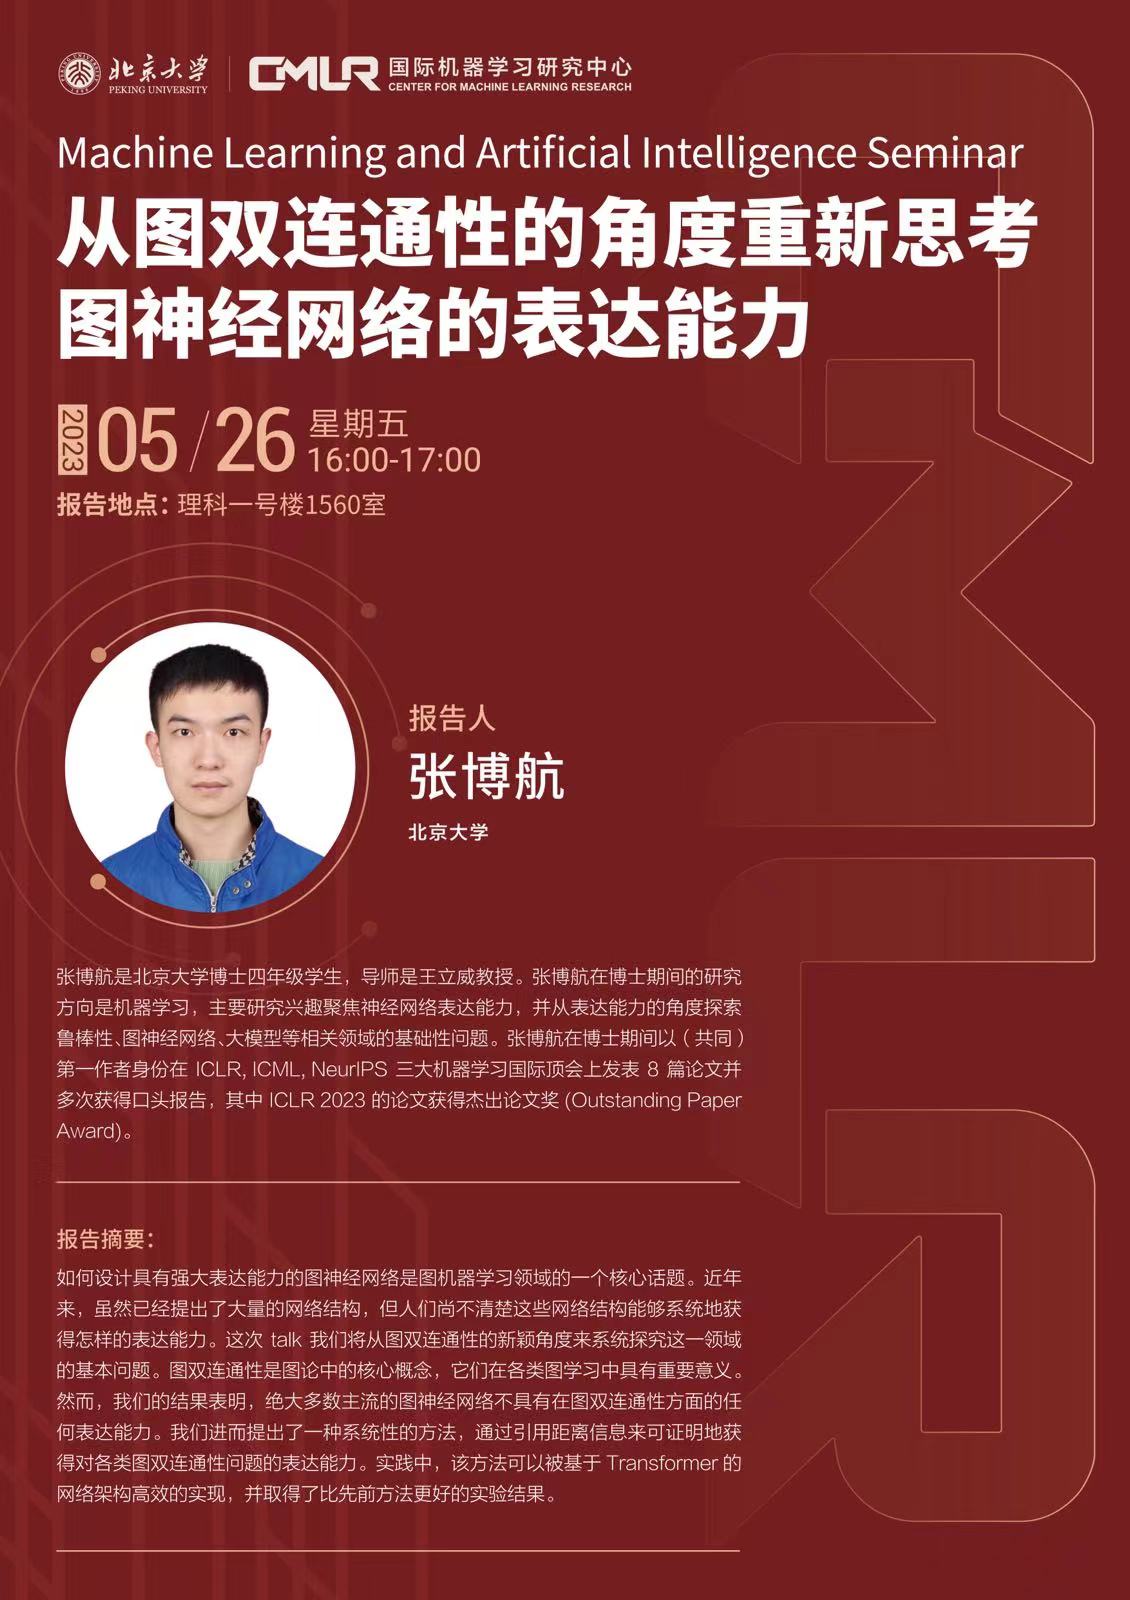 北京大学
PEKING UNIVERSITY
CMLR
国际机器学习研究中心
CENTER FOR MACHINE LEARNING RESEARCH
Machine Learning and Artificial Intelligence Seminar
从图双连通性的角度重新思考
图神经网络的表达能力
2023 05/26 星期五
16:00-17:00
报告地点：理科一号楼1560室
报告人
张博航
北京大学
张博航是北京大学博士四年级学生，导师是王立威教授。张博航在博士期间的研究
方向是机器学习，主要研究兴趣聚焦神经网络表达能力，并从表达能力的角度探索
鲁棒性、图神经网络、大模型等相关领域的基础性问题。张博航在博士期间以（共同）
第一作者身份在 ICLR, ICML, NeurIPS 三大机器学习国际顶会上发表 8 篇论文并
多次获得口头报告，其中 ICLR 2023 的论文获得杰出论文奖 (Outstanding Paper
Award)。
报告摘要：
如何设计具有强大表达能力的图神经网络是图机器学习领域的一个核心话题。近年
来，虽然已经提出了大量的网络结构，但人们尚不清楚这些网络结构能够系统地获
得怎样的表达能力。这次 talk 我们将从图双连通性的新颖角度来系统探究这一领域
的基本问题。图双连通性是图论中的核心概念，它们在各类图学习中具有重要意义。
然而，我们的结果表明，绝大多数主流的图神经网络不具有在图双连通性方面的任
何表达能力。我们进而提出了一种系统性的方法，通过引用距离信息来可证明地获
得对各类图双连通性问题的表达能力。实践中，该方法可以被基于 Transformer 的
网络架构高效的实现，并取得了比先前方法更好的实验结果。